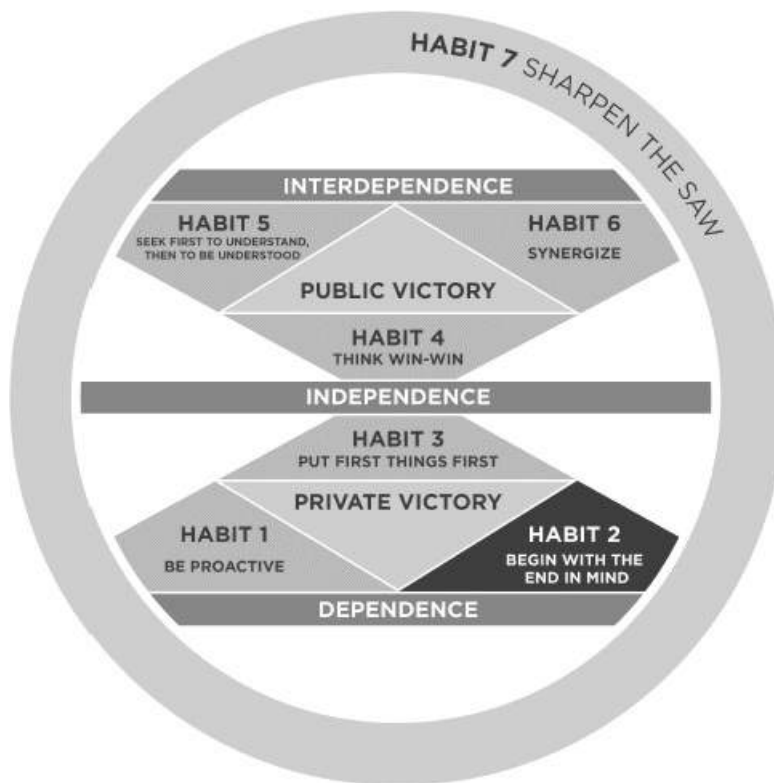 HABIT 7 SHARPEN THE SAW
INTERDEPENDENCE
HABIT 5
SEEK FIRST TO UNDERSTAND,
THEN TO BE UNDERSTOOD
HABIT 6
SYNERGIZE
PUBLIC VICTORY
HABIT 4
THINK WIN-WIN
INDEPENDENCE
HABIT 3
PUT FIRST THINGS FIRST
PRIVATE VICTORY
HABIT 1
BE PROACTIVE
HABIT 2
BEGIN WITH THE
END IN MIND
DEPENDENCE